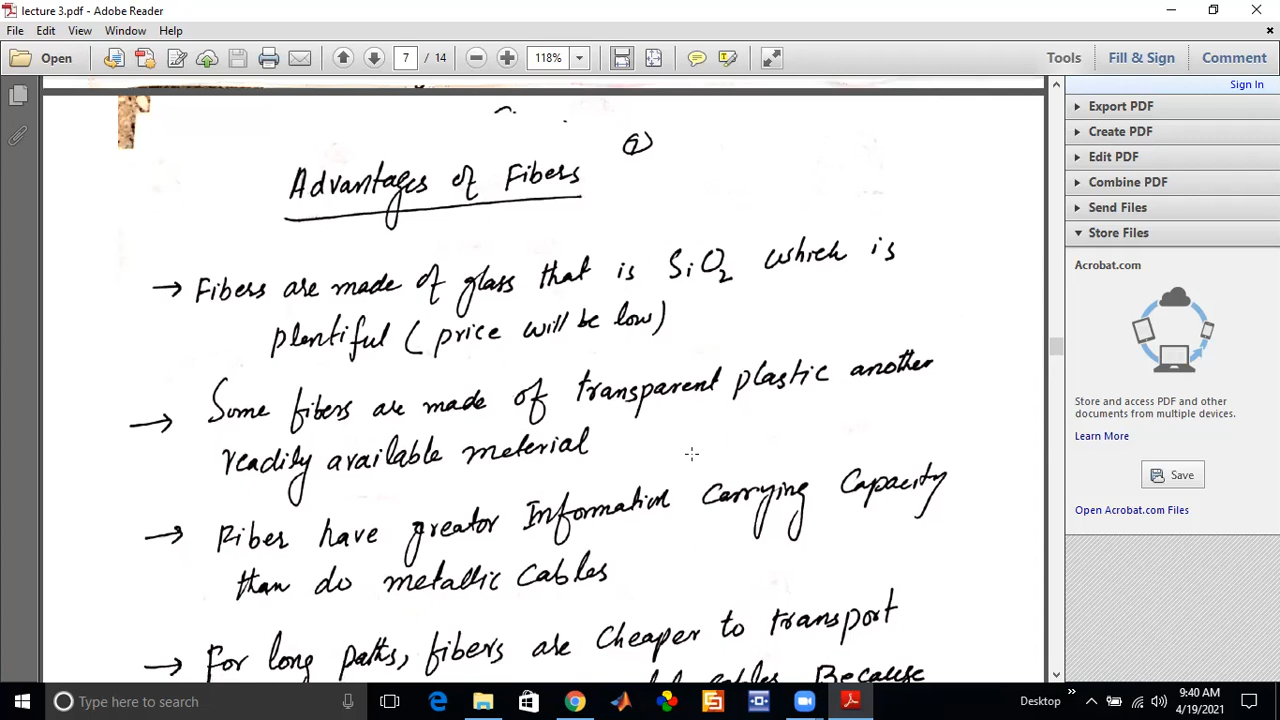 lecture 3.pdf - Adobe Reader
File Edit View Window Help
Open 7 / 14 118% Tools Fill & Sign Comment
Sign In
Export PDF
Create PDF
Edit PDF
Combine PDF
Send Files
Store Files
Acrobat.com
Store and access PDF and other
documents from multiple devices.
Learn More
Save
Open Acrobat.com Files
Advantages of Fibers
→ Fibers are made of glass that is SiO2 which is
plentiful (price will be low)
→ Some fibers are made of transparent plastic another
readily available meterial
→ Fiber have greator Information Carrying Capacity
than do metallic Cables
→ For long paths, fibers are Cheaper to transport
cables Because
Type here to search
Desktop
9:40 AM
4/19/2021